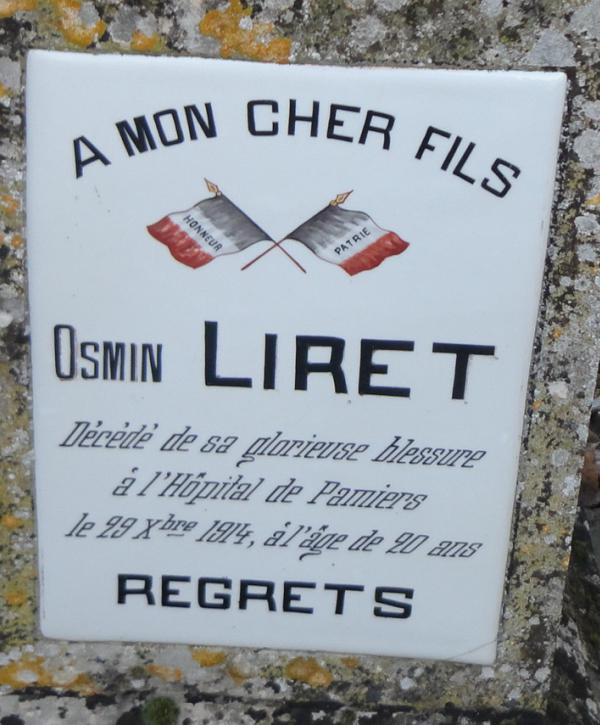 A MON CHER FILS
HONNEUR PATRIE
OSMIN LIRET
Décédé de sa glorieuse blessure
à l'Hôpital de Pamiers
le 29 Xbre 1914, à l'âge de 20 ans
REGRETS